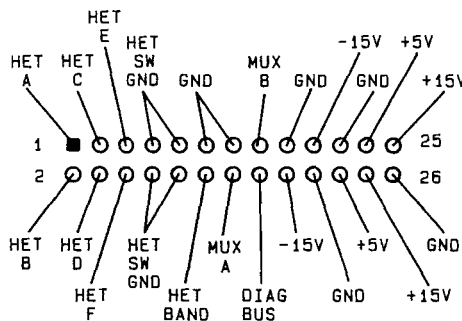 HET
E
HET
A
HET
C
HET
SW
GND
GND
MUX
B
GND
-15V
GND
+5V
+15V
1
25
2
26
HET
B
HET
D
HET
F
HET
SW
GND
HET
BAND
MUX
A
DIAG
BUS
-15V
GND
+5V
+15V
GND